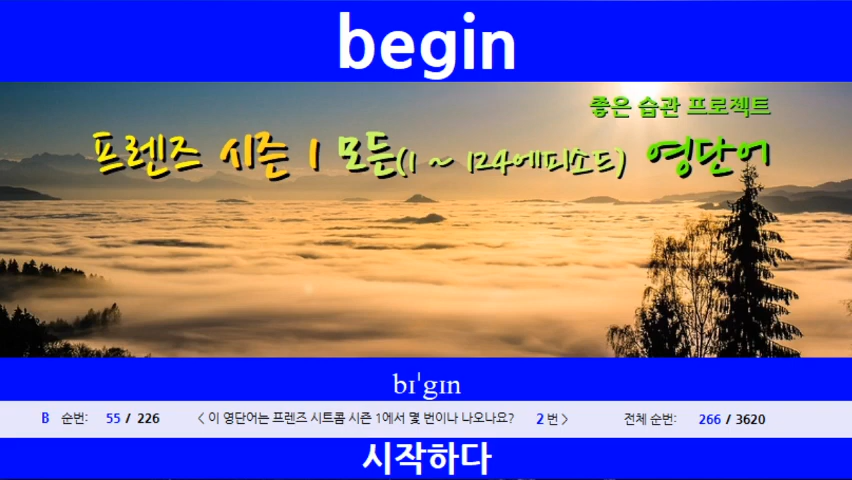 begin
좋은 습관 프로젝트
프렌즈 시즌 1 모든(1 ~ 124에피소드) 영단어
bɪˈgɪn
B 순번: 55 / 226 < 이 영단어는 프렌즈 시트콤 시즌 1에서 몇 번이나 나오나요? 2 번 > 전체 순번: 266 / 3620
시작하다